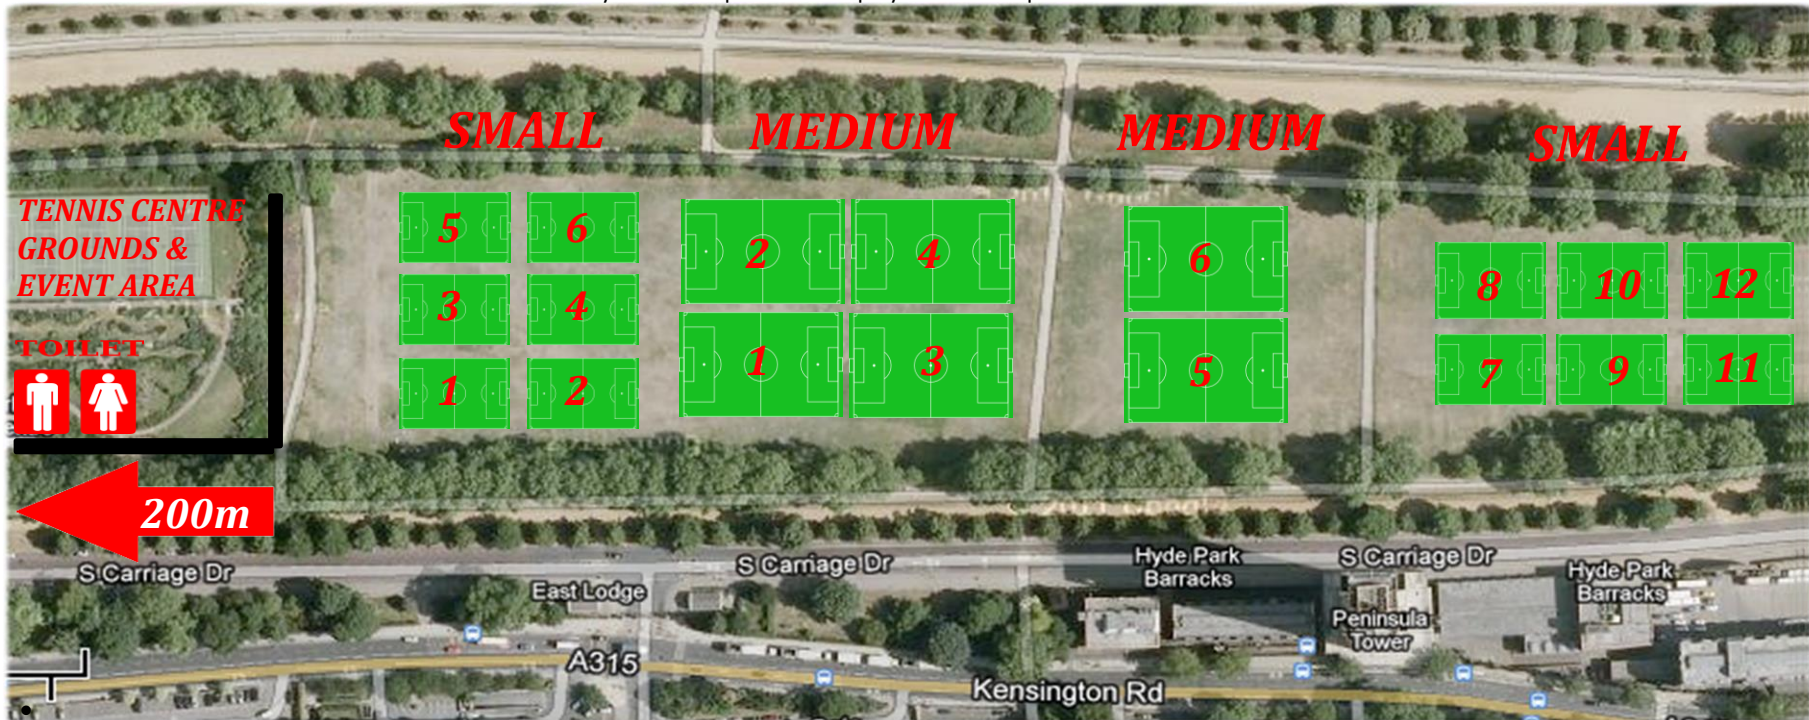 SMALL
MEDIUM
MEDIUM
SMALL
TENNIS CENTRE
GROUNDS &
EVENT AREA
TOILET
5 6
3 4
1 2
2 4
1 3
6
5
8 10 12
7 9 11
200m
S Carriage Dr
S Carriage Dr
S Carriage Dr
East Lodge
Hyde Park
Barracks
Peninsula
Tower
Hyde Park
Barracks
A315
Kensington Rd